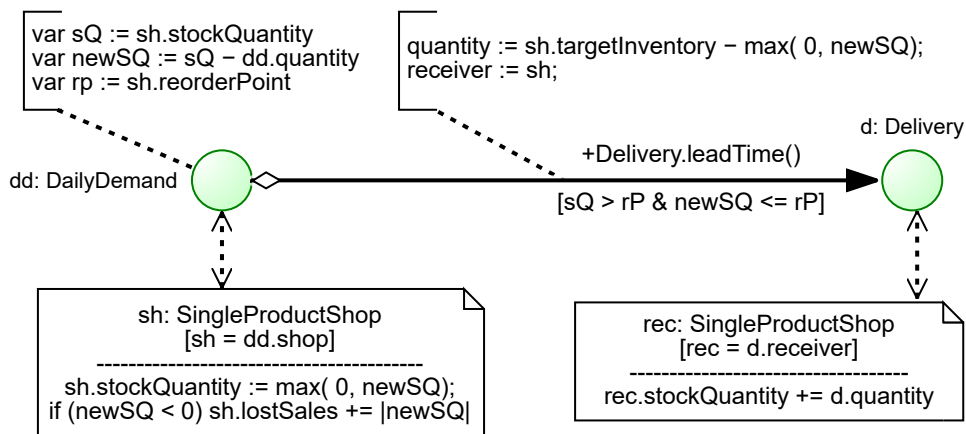 var sQ := sh.stockQuantity
var newSQ := sQ − dd.quantity
var rp := sh.reorderPoint
quantity := sh.targetInventory − max( 0, newSQ);
receiver := sh;
d: Delivery
+Delivery.leadTime()
dd: DailyDemand
[sQ > rP & newSQ <= rP]
sh: SingleProductShop
[sh = dd.shop]
-----------------------------------------
sh.stockQuantity := max( 0, newSQ);
if (newSQ < 0) sh.lostSales += |newSQ|
rec: SingleProductShop
[rec = d.receiver]
-----------------------------------
rec.stockQuantity += d.quantity